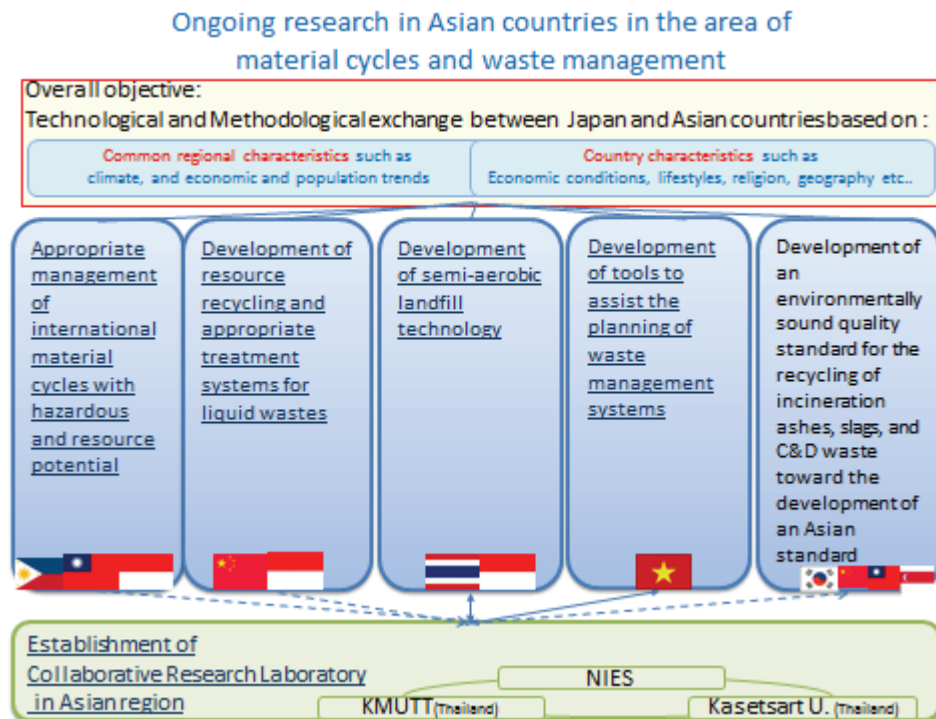 Ongoing research in Asian countries in the area of
material cycles and waste management
Overall objective:
Technological and Methodological exchange between Japan and Asian countries based on :
Common regional characteristics such as
climate, and economic and population trends
Country characteristics such as
Economic conditions, lifestyles, religion, geography etc..
Appropriate
management
of
international
material
cycles with
hazardous
and resource
potential
Development of
resource
recycling and
appropriate
treatment
systems for
liquid wastes
Development
of semi-aerobic
landfill
technology
Development
of tools to
assist the
planning of
waste
management
systems
Development of
an
environmentally
sound quality
standard for the
recycling of
incineration
ashes, slags, and
C&D waste
toward the
development of
an Asian
standard
Establishment of
Collaborative Research Laboratory
in Asian region
NIES
KMUTT (Thailand)
Kasetsart U. (Thailand)